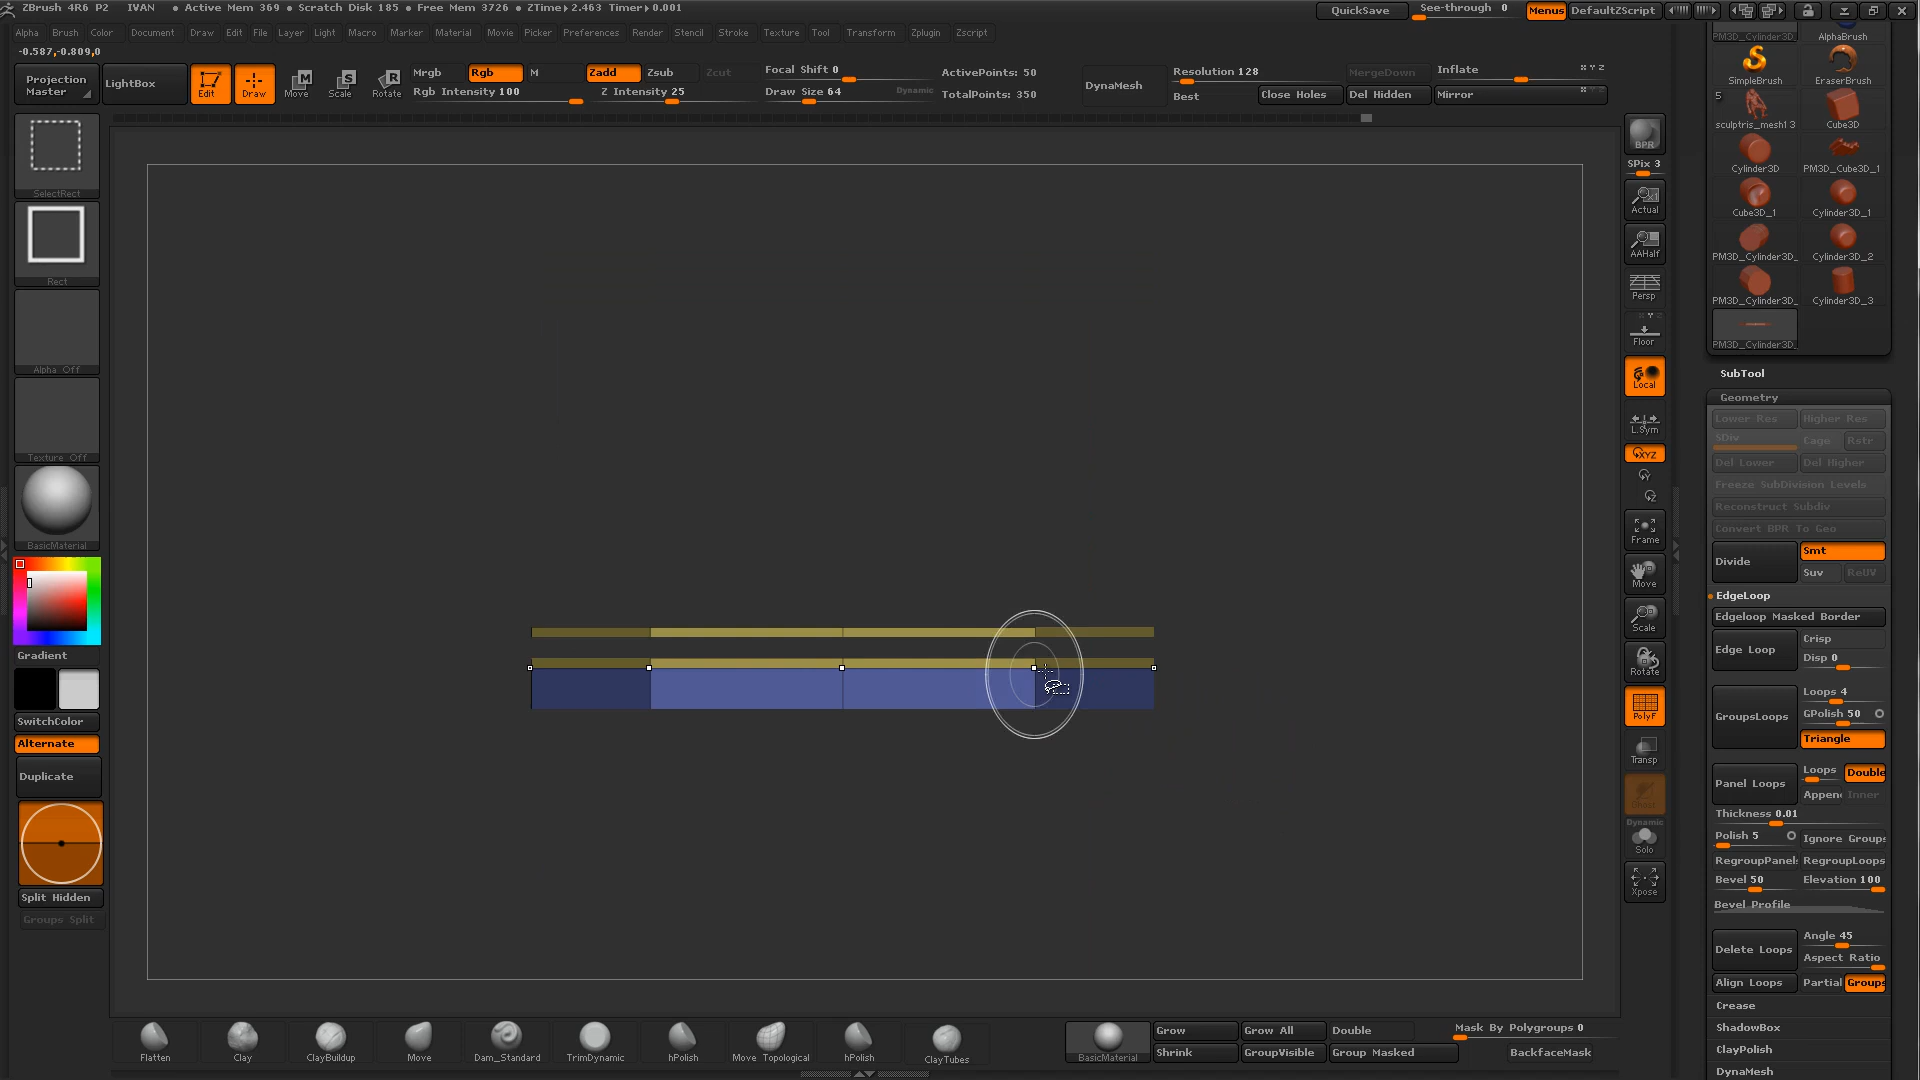 ZBrush 4R6 P2 IVAN • Active Mem 369 • Scratch Disk 185 • Free Mem 3726 • ZTime▸2.463 Timer▸0.001 QuickSave See-through 0 Menus DefaultZScript
Alpha Brush Color Document Draw Edit File Layer Light Macro Marker Material Movie Picker Preferences Render Stencil Stroke Texture Tool Transform Zplugin Zscript
-0.587,-0.809,0
Projection Master
LightBox
Edit
Draw
Move
Scale
Rotate
Mrgb Rgb M Zadd Zsub Zcut
Rgb Intensity 100 Z Intensity 25
Focal Shift 0
Draw Size 64 Dynamic
ActivePoints: 50
TotalPoints: 350
DynaMesh
Resolution 128
Best Close Holes
MergeDown
Del Hidden
Inflate X Y Z
Mirror
SelectRect
Rect
Alpha Off
Texture Off
BasicMaterial
Gradient
SwitchColor
Alternate
Duplicate
Split Hidden
Groups Split
BPR
SPix 3
Actual
AAHalf
Persp
Floor
Local
L.Sym
XYZ
Y
Z
Frame
Move
Scale
Rotate
PolyF
Transp
Ghost
Dynamic
Solo
Xpose
PM3D_Cylinder3D_ AlphaBrush
SimpleBrush EraserBrush
5
sculptris_mesh13 Cube3D
Cylinder3D PM3D_Cube3D_1
Cube3D_1 Cylinder3D_1
PM3D_Cylinder3D_ Cylinder3D_2
PM3D_Cylinder3D_ Cylinder3D_3
PM3D_Cylinder3D_
SubTool
Geometry
Lower Res Higher Res
SDiv Cage Rstr
Del Lower Del Higher
Freeze SubDivision Levels
Reconstruct Subdiv
Convert BPR To Geo
Divide Smt
Suv ReUV
EdgeLoop
Edgeloop Masked Border
Edge Loop Crisp
Disp 0
GroupsLoops Loops 4
GPolish 50
Triangle
Panel Loops Loops Double
Appen Inner
Thickness 0.01
Polish 5 Ignore Groups
RegroupPanels RegroupLoops
Bevel 50 Elevation 100
Bevel Profile
Delete Loops Angle 45
Aspect Ratio
Align Loops Partial Groups
Crease
ShadowBox
ClayPolish
DynaMesh
Flatten Clay ClayBuildup Move Dam_Standard TrimDynamic hPolish Move Topological hPolish ClayTubes
BasicMaterial
Grow Grow All Double
Shrink GroupVisible Group Masked
Mask By Polygroups 0
BackfaceMask